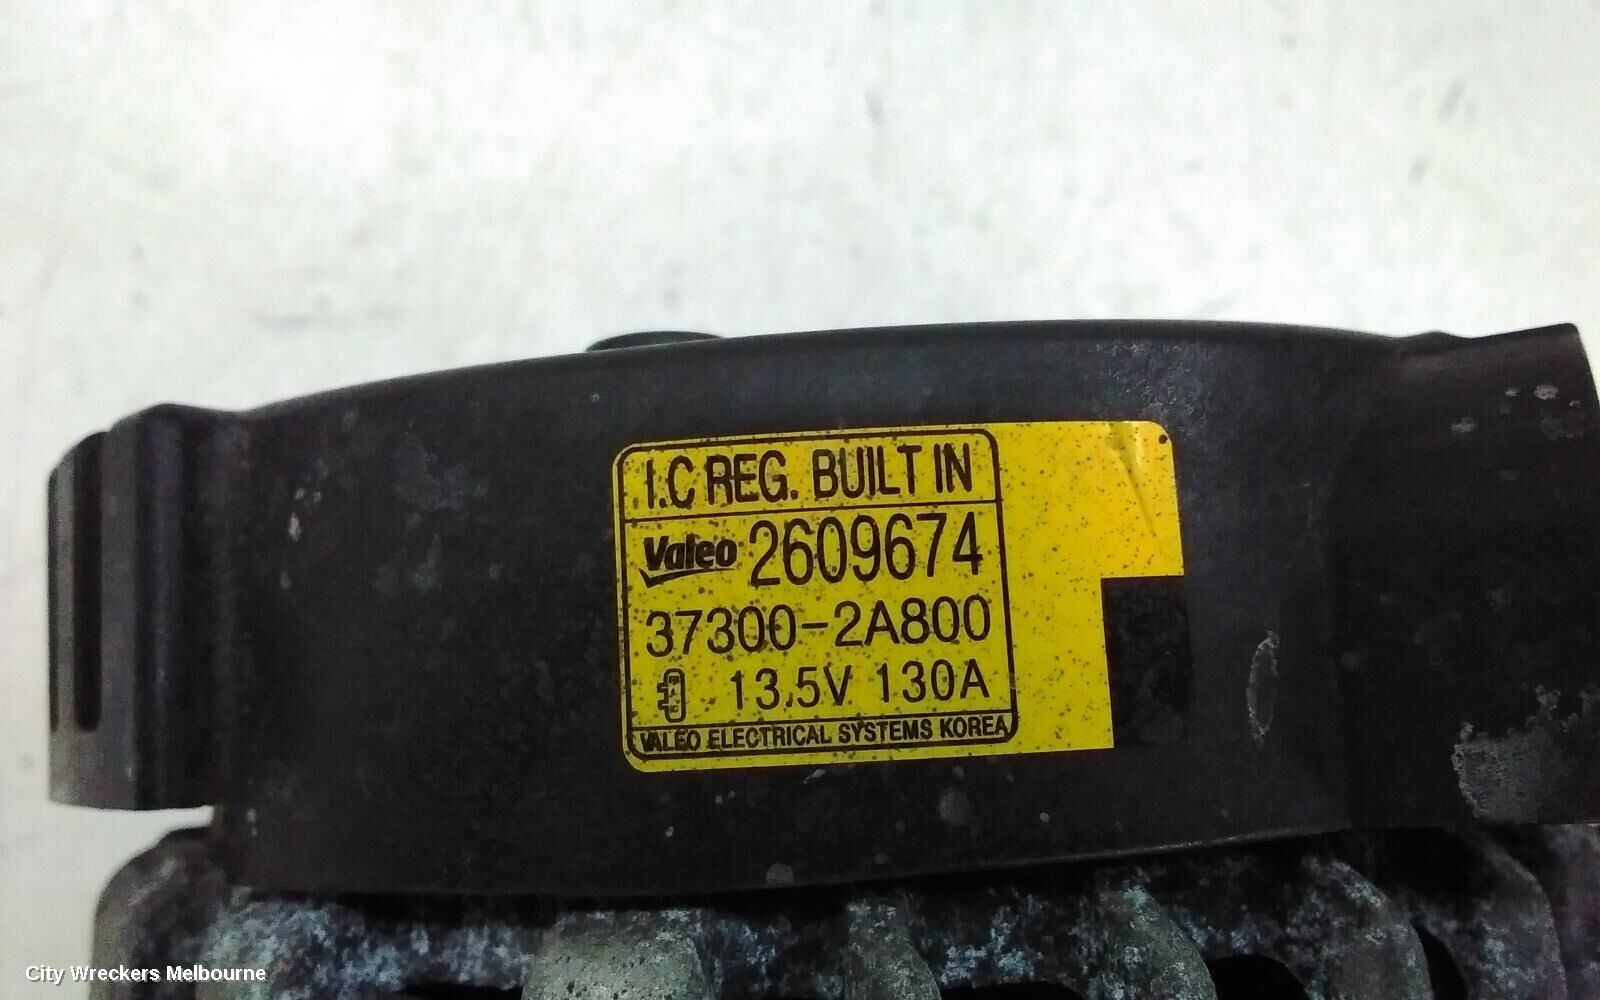 I.C REG. BUILT IN
Valeo 2609674
37300-2A800
13.5V 130A
VALEO ELECTRICAL SYSTEMS KOREA
City Wreckers Melbourne